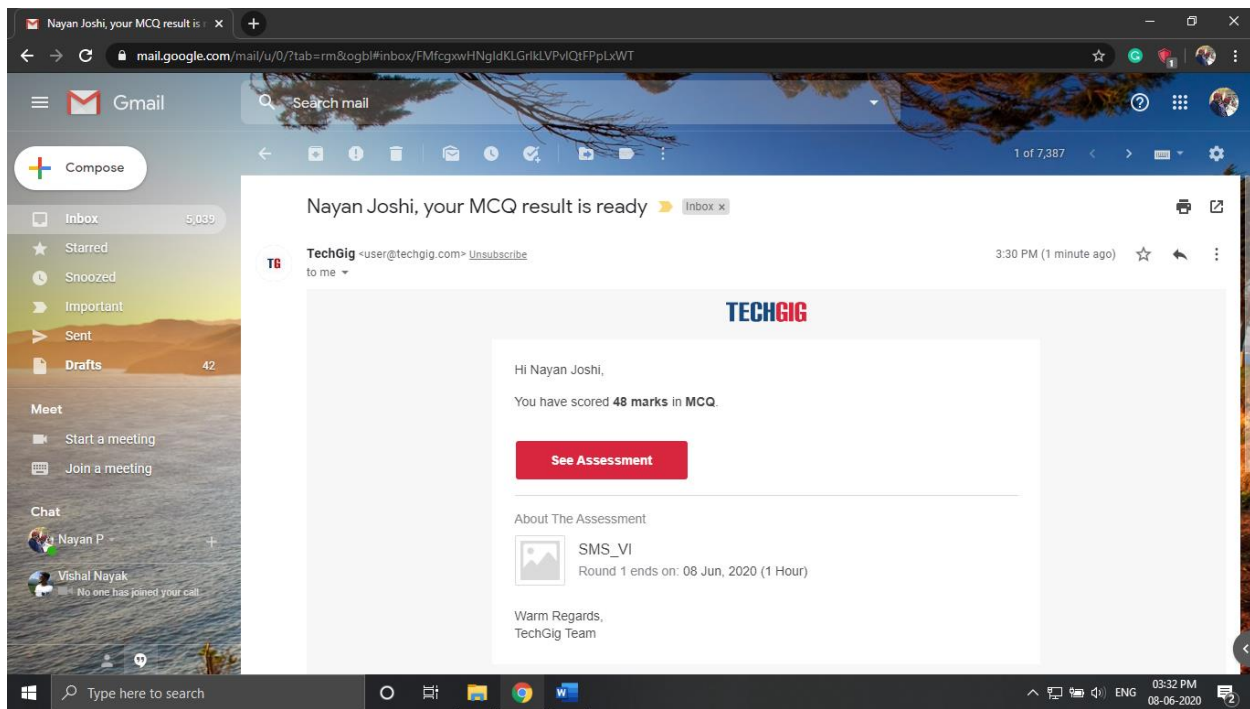 Nayan Joshi, your MCQ result is r
mail.google.com/mail/u/0/?tab=rm&ogbl#inbox/FMfcgxwHNgIdKLGrlkLVPvlQtFPpLxWT
1
Gmail
Search mail
Compose
1 of 7,387
Inbox 5,039
Starred
Snoozed
Important
Sent
Drafts 42
Meet
Start a meeting
Join a meeting
Chat
Nayan P
Vishal Nayak
No one has joined your call
Nayan Joshi, your MCQ result is ready Inbox x
TG TechGig <user@techgig.com> Unsubscribe 3:30 PM (1 minute ago)
to me
TECHGIG
Hi Nayan Joshi,
You have scored 48 marks in MCQ.
See Assessment
About The Assessment
SMS_VI
Round 1 ends on: 08 Jun, 2020 (1 Hour)
Warm Regards,
TechGig Team
Type here to search
ENG
03:32 PM
08-06-2020
2